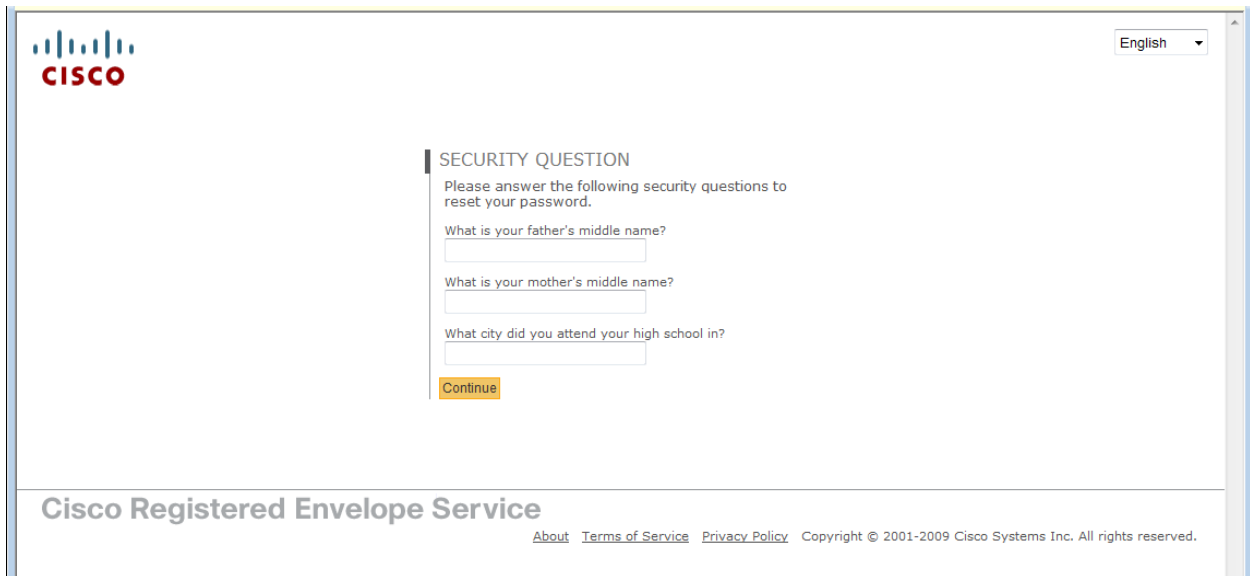 CISCO
English
SECURITY QUESTION
Please answer the following security questions to
reset your password.
What is your father's middle name?
What is your mother's middle name?
What city did you attend your high school in?
Continue
Cisco Registered Envelope Service
About Terms of Service Privacy Policy Copyright © 2001-2009 Cisco Systems Inc. All rights reserved.